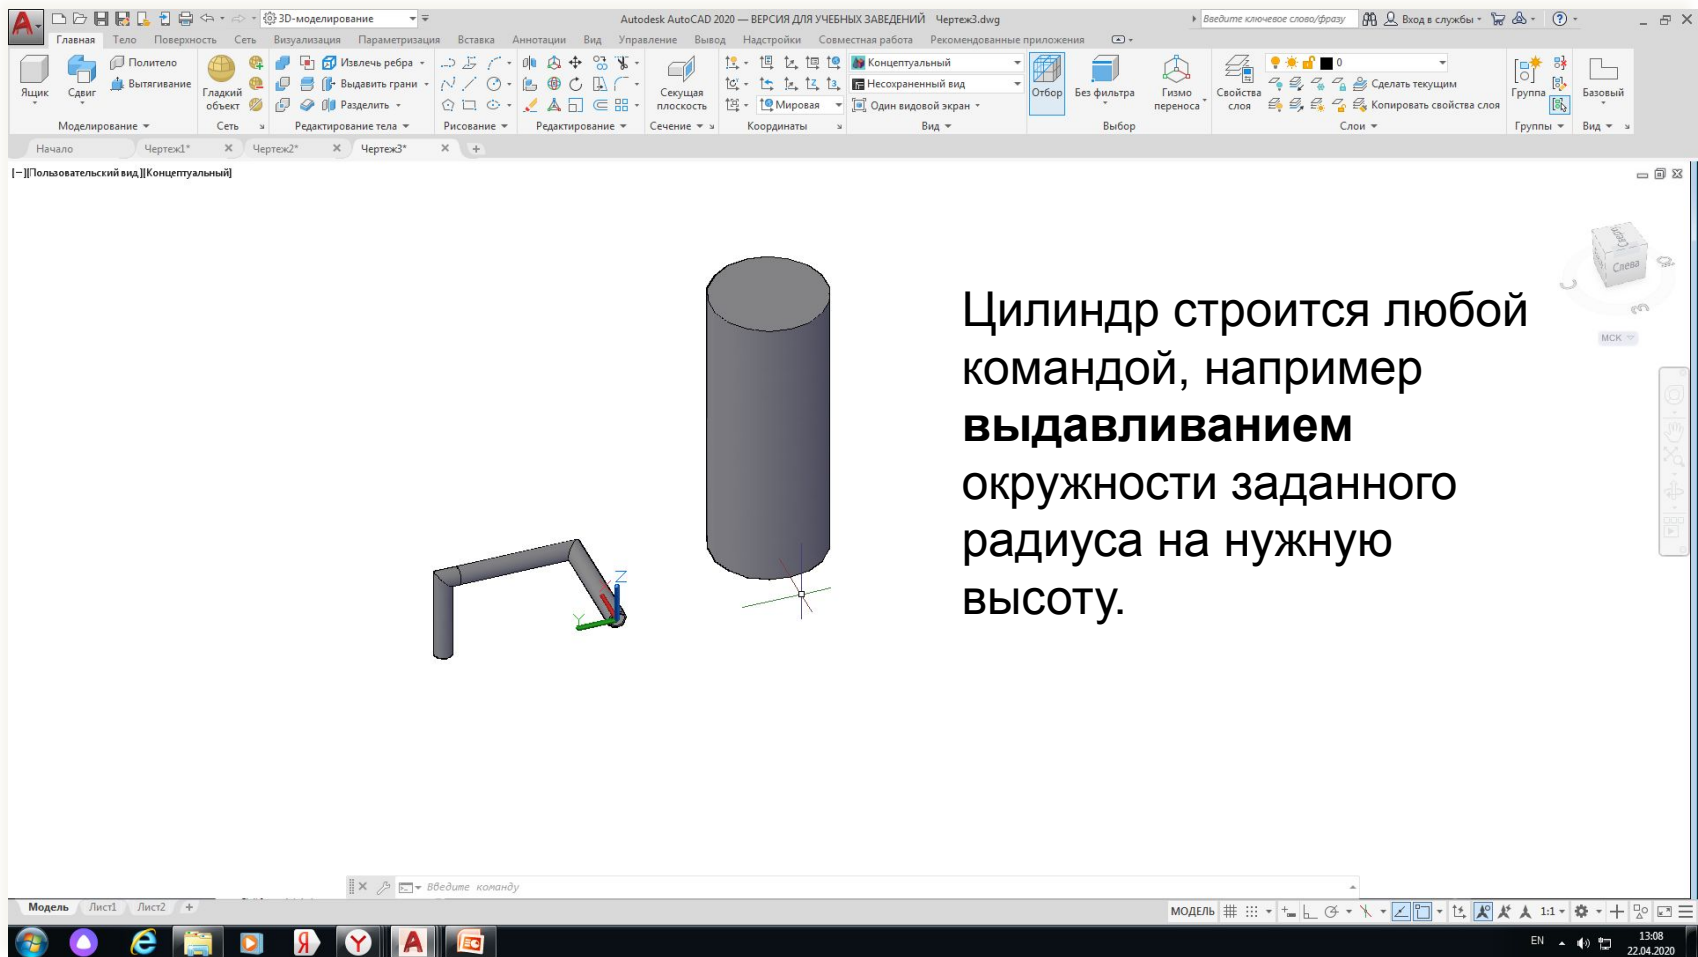 3D-моделирование
Autodesk AutoCAD 2020 — ВЕРСИЯ ДЛЯ УЧЕБНЫХ ЗАВЕДЕНИЙ Чертеж3.dwg
Введите ключевое слово/фразу
Вход в службы
Главная Тело Поверхность Сеть Визуализация Параметризация Вставка Аннотации Вид Управление Вывод Надстройки Совместная работа Рекомендованные приложения
Ящик
Сдвиг
Политело
Вытягивание
Гладкий
объект
Извлечь ребра
Выдавить грани
Разделить
Секущая
плоскость
Мировая
Концептуальный
Несохраненный вид
Один видовой экран
Отбор
Без фильтра
Гизмо
переноса
Свойства
слоя
0
Сделать текущим
Копировать свойства слоя
Группа
Базовый
Моделирование Сеть Редактирование тела Рисование Редактирование Сечение Координаты Вид Выбор Слои Группы Вид
Начало Чертеж1* Чертеж2* Чертеж3*
[–][Пользовательский вид][Концептуальный]
Слева
МСК
Z
Y
Цилиндр строится любой
командой, например
выдавливанием
окружности заданного
радиуса на нужную
высоту.
Введите команду
Модель Лист1 Лист2 +
МОДЕЛЬ
1:1
EN
13:08
22.04.2020